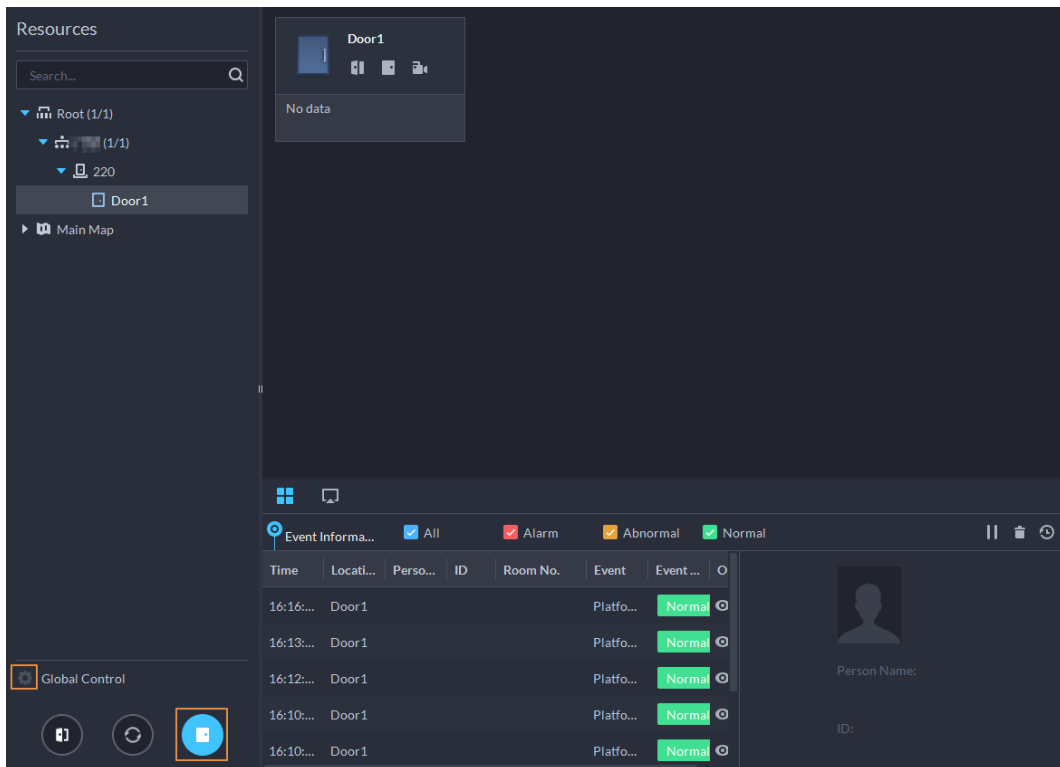 Resources
Search...
Root (1/1)
(1/1)
220
Door1
Main Map
Global Control
Door1
No data
Event Informa...
All
Alarm
Abnormal
Normal
Time Locati... Perso... ID Room No. Event Event ... O
16:16:... Door1 Platfo... Normal
16:13:... Door1 Platfo... Normal
16:12:... Door1 Platfo... Normal
16:10:... Door1 Platfo... Normal
16:10:... Door1 Platfo... Normal
Person Name:
ID: